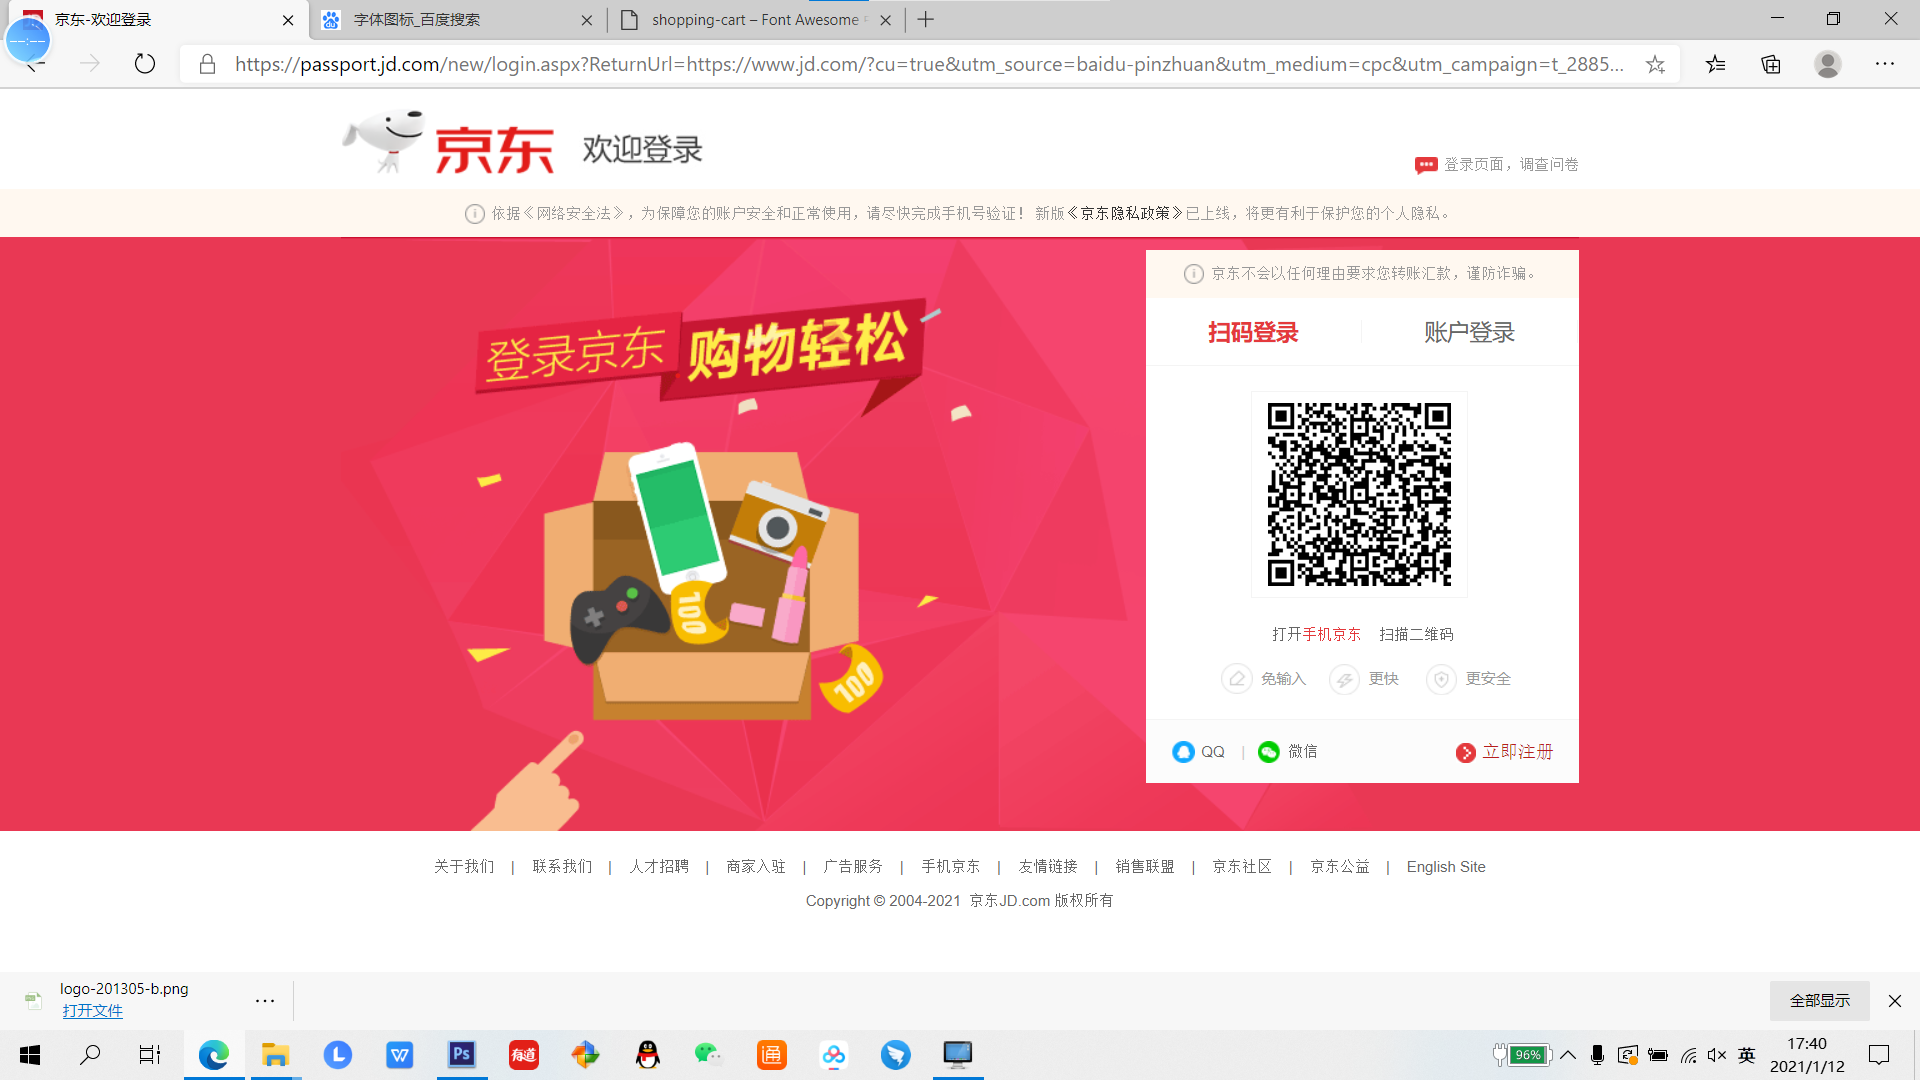 京东-欢迎登录
字体图标_百度搜索
shopping-cart – Font Awesome
https://passport.jd.com/new/login.aspx?ReturnUrl=https://www.jd.com/?cu=true&utm_source=baidu-pinzhuan&utm_medium=cpc&utm_campaign=t_2885...
京东 欢迎登录
登录页面，调查问卷
依据《网络安全法》，为保障您的账户安全和正常使用，请尽快完成手机号验证！ 新版《京东隐私政策》已上线，将更有利于保护您的个人隐私。
京东不会以任何理由要求您转账汇款，谨防诈骗。
登录京东 购物轻松
扫码登录 账户登录
100
100
打开手机京东 扫描二维码
免输入 更快 更安全
QQ | 微信 立即注册
关于我们 | 联系我们 | 人才招聘 | 商家入驻 | 广告服务 | 手机京东 | 友情链接 | 销售联盟 | 京东社区 | 京东公益 | English Site
Copyright © 2004-2021 京东JD.com 版权所有
logo-201305-b.png
打开文件
全部显示
Ps
有道
通
96%
英
17:40
2021/1/12